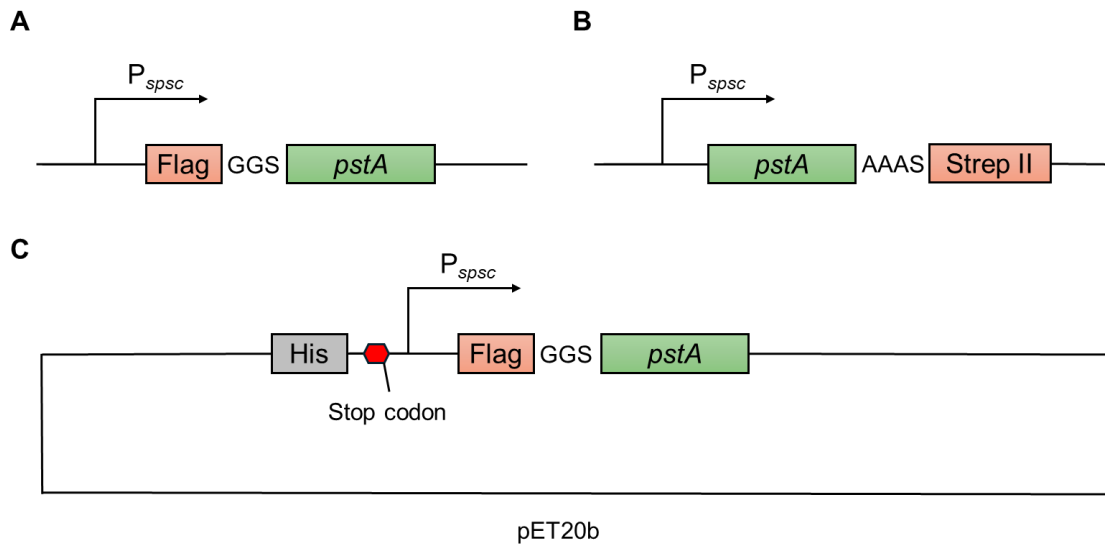 A
P_spsc
Flag GGS pstA
B
P_spsc
pstA AAAS Strep II
C
P_spsc
His Flag GGS pstA
Stop codon
pET20b